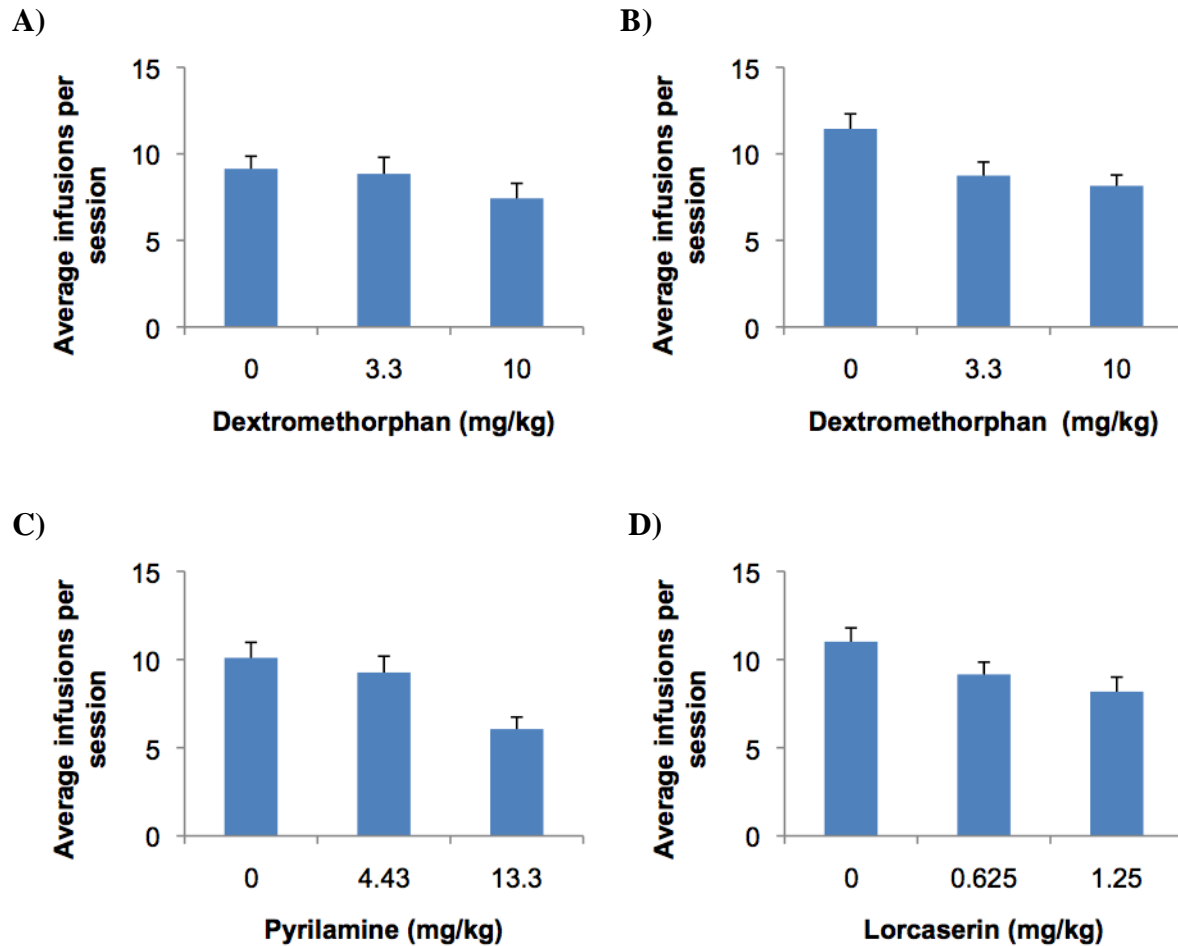 A)
Average infusions per
session
15
10
5
0
0 3.3 10
Dextromethorphan (mg/kg)
B)
Average infusions per
session
15
10
5
0
0 3.3 10
Dextromethorphan (mg/kg)
C)
Average infusions per
session
15
10
5
0
0 4.43 13.3
Pyrilamine (mg/kg)
D)
Average infusions per
session
15
10
5
0
0 0.625 1.25
Lorcaserin (mg/kg)